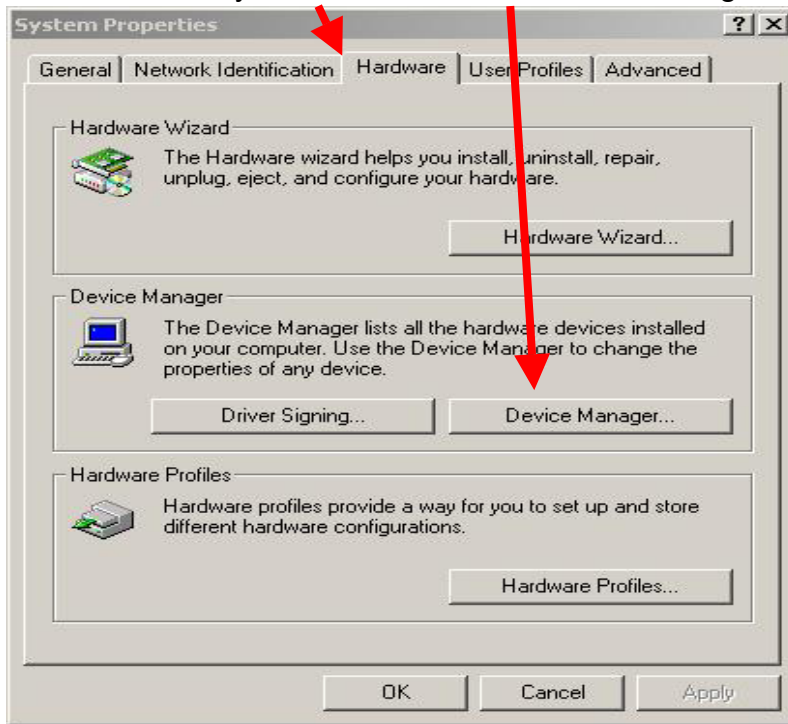 System Properties
General Network Identification Hardware User Profiles Advanced
Hardware Wizard
The Hardware wizard helps you install, uninstall, repair,
unplug, eject, and configure your hardware.
Hardware Wizard...
Device Manager
The Device Manager lists all the hardware devices installed
on your computer. Use the Device Manager to change the
properties of any device.
Driver Signing... Device Manager...
Hardware Profiles
Hardware profiles provide a way for you to set up and store
different hardware configurations.
Hardware Profiles...
OK Cancel Apply